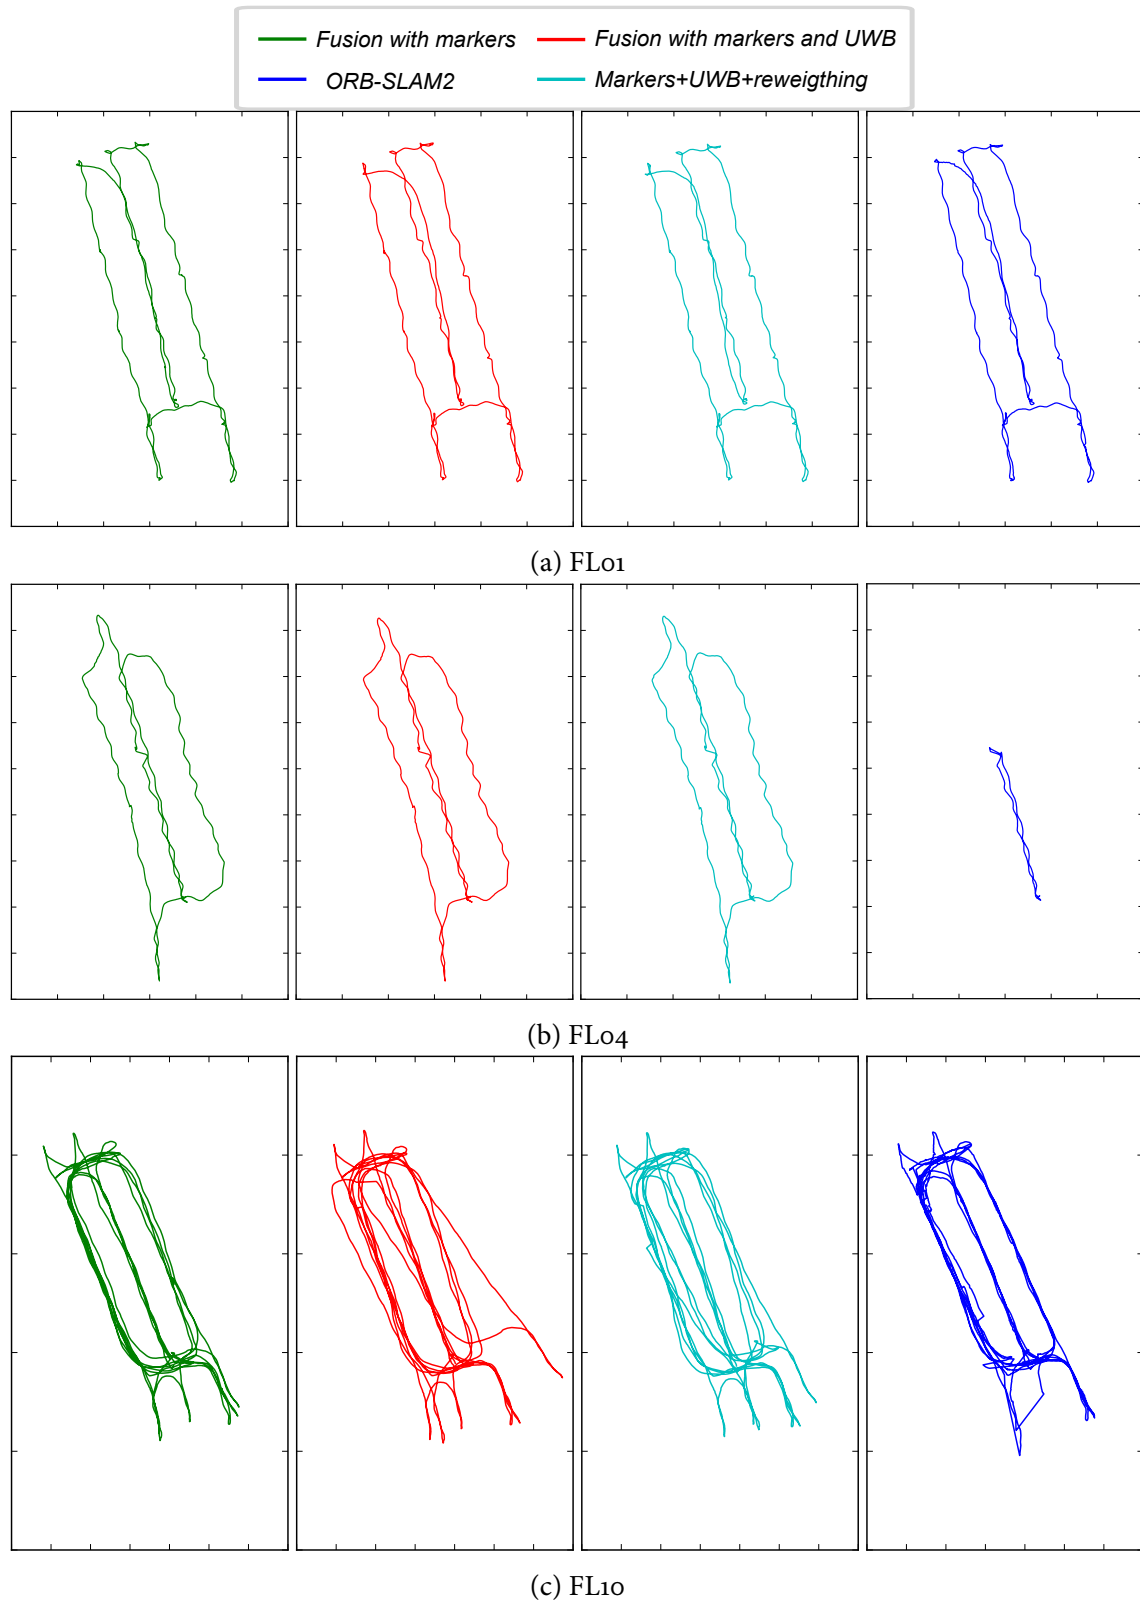 Fusion with markers
Fusion with markers and UWB
ORB-SLAM2
Markers+UWB+reweigthing
(a) FL01
(b) FL04
(c) FL10